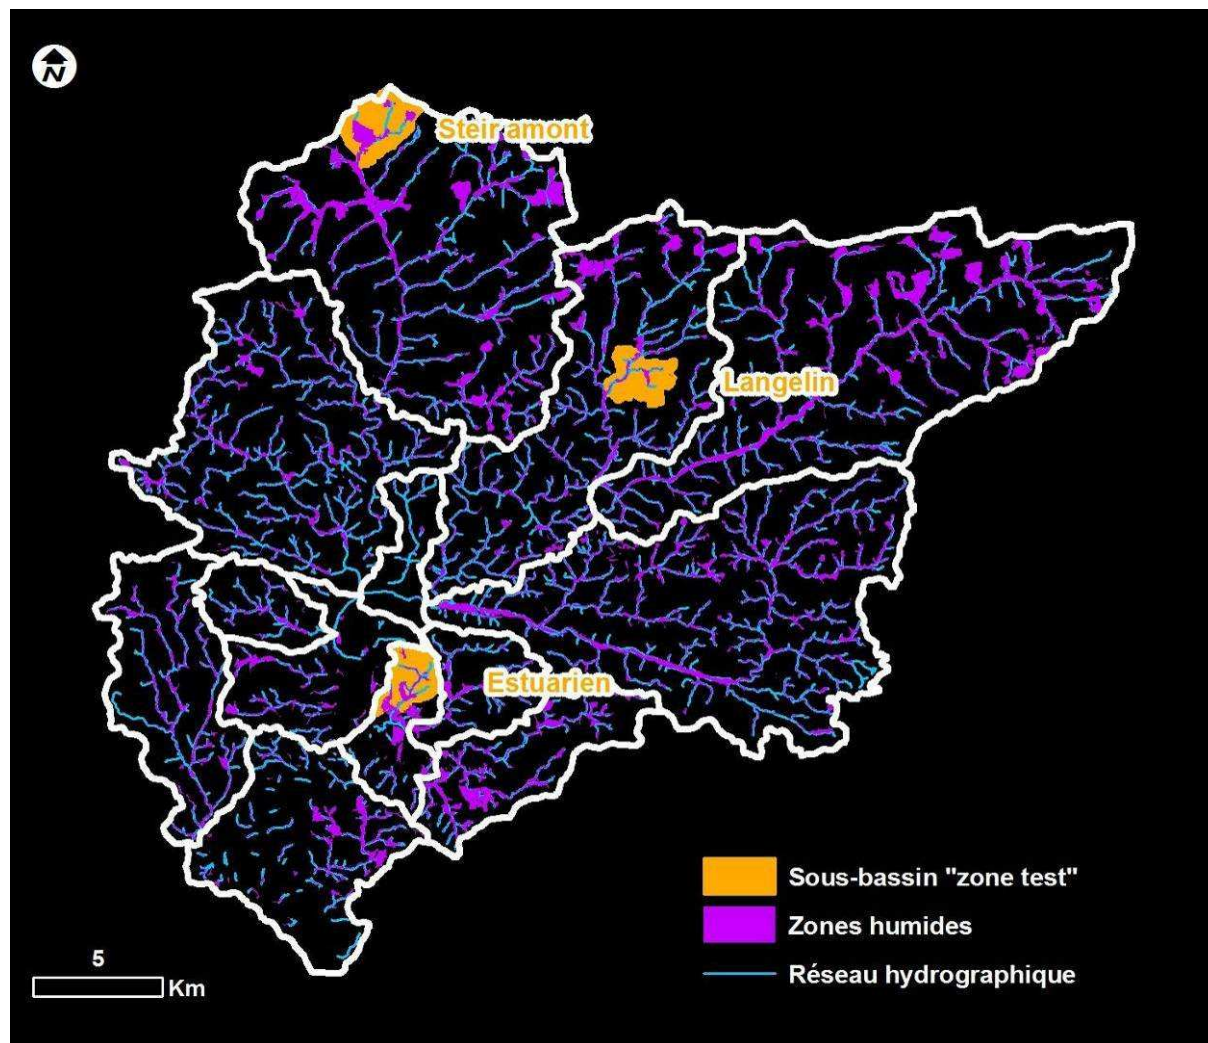 N
Steir amont
Langelin
Estuarien
Sous-bassin "zone test"
Zones humides
Réseau hydrographique
5
Km